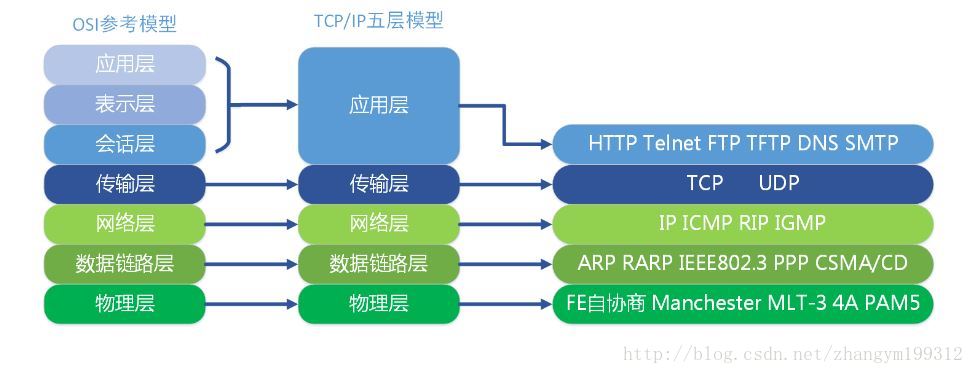 OSI参考模型
TCP/IP五层模型
应用层
表示层
会话层
传输层
网络层
数据链路层
物理层
应用层
传输层
网络层
数据链路层
物理层
HTTP Telnet FTP TFTP DNS SMTP
TCP UDP
IP ICMP RIP IGMP
ARP RARP IEEE802.3 PPP CSMA/CD
FE自协商 Manchester MLT-3 4A PAM5
http://blog.csdn.net/zhangym199312